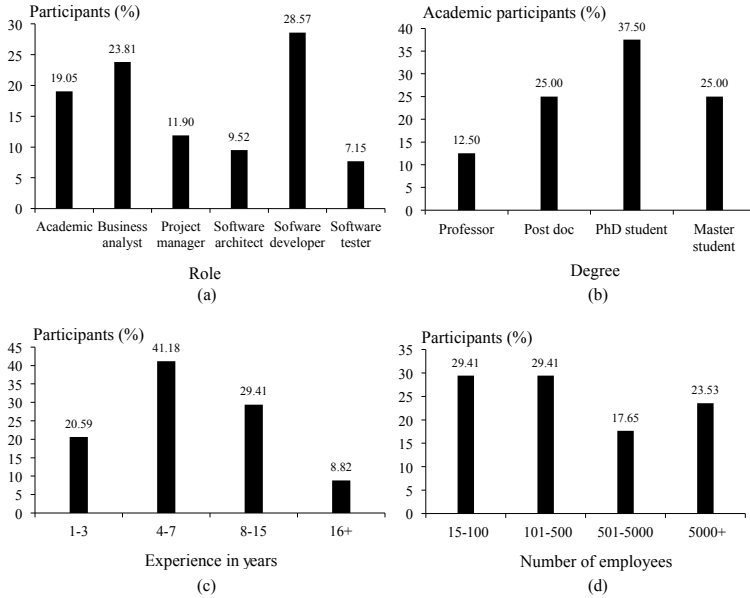 Participants (%)
30
25
20
15
10
5
0
19.05
23.81
11.90
9.52
28.57
7.15
Academic Business Project Software Sofware Software
analyst manager architect developer tester
Role
(a)
Academic participants (%)
40
35
30
25
20
15
10
5
0
12.50
25.00
37.50
25.00
Professor Post doc PhD student Master
student
Degree
(b)
Participants (%)
45
40
35
30
25
20
15
10
5
0
20.59
41.18
29.41
8.82
1-3 4-7 8-15 16+
Experience in years
(c)
Participants (%)
35
30
25
20
15
10
5
0
29.41
29.41
17.65
23.53
15-100 101-500 501-5000 5000+
Number of employees
(d)